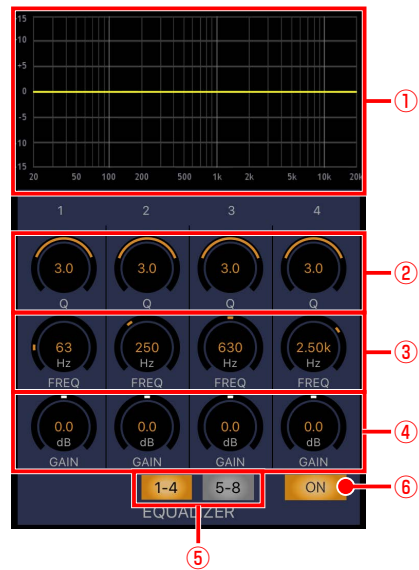 +15
+10
+5
0
-5
10
15
20 50 100 200 500 1k 2k 5k 10k 20k
①
1 2 3 4
3.0 3.0 3.0 3.0
②
Q Q Q Q
63 250 630 2.50k
Hz Hz Hz Hz
③
FREQ FREQ FREQ FREQ
0.0 0.0 0.0 0.0
dB dB dB dB
④
GAIN GAIN GAIN GAIN
1-4 5-8 ON
⑥
EQUALIZER
⑤